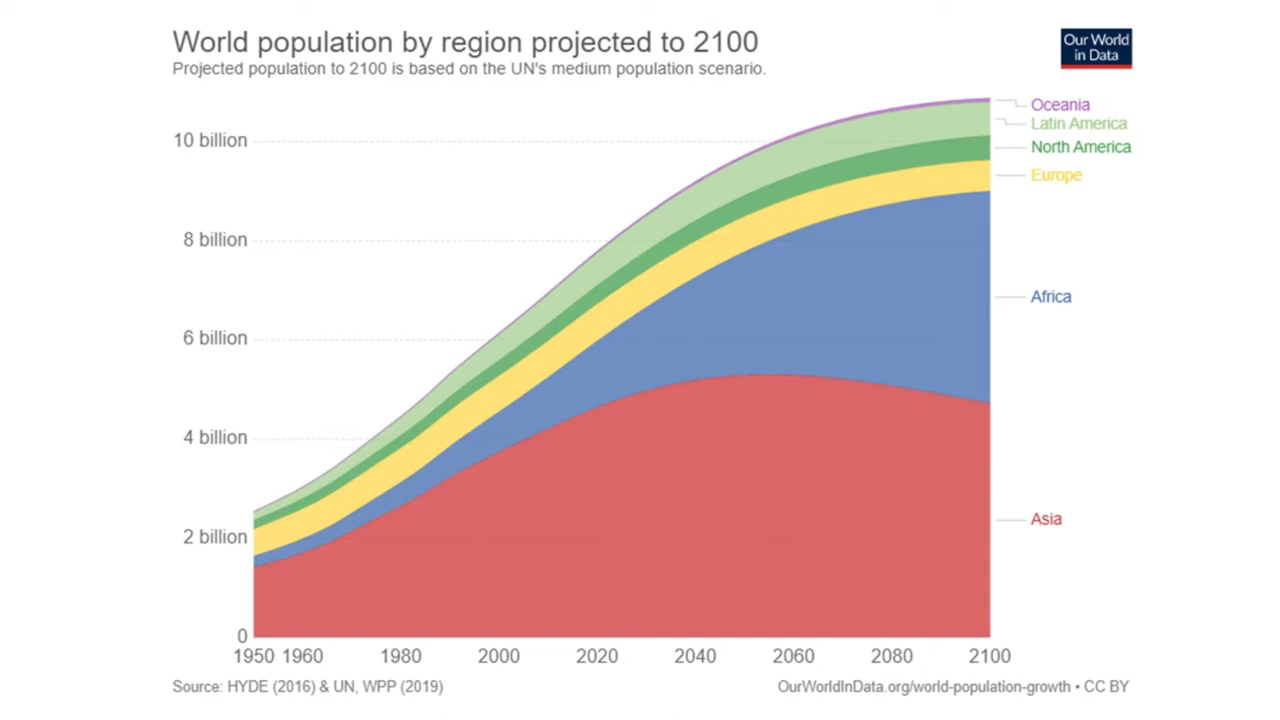 World population by region projected to 2100
Projected population to 2100 is based on the UN's medium population scenario.
Our World
in Data
Oceania
Latin America
North America
Europe
Africa
Asia
10 billion
8 billion
6 billion
4 billion
2 billion
0
1950 1960 1980 2000 2020 2040 2060 2080 2100
Source: HYDE (2016) & UN, WPP (2019)
OurWorldInData.org/world-population-growth • CC BY